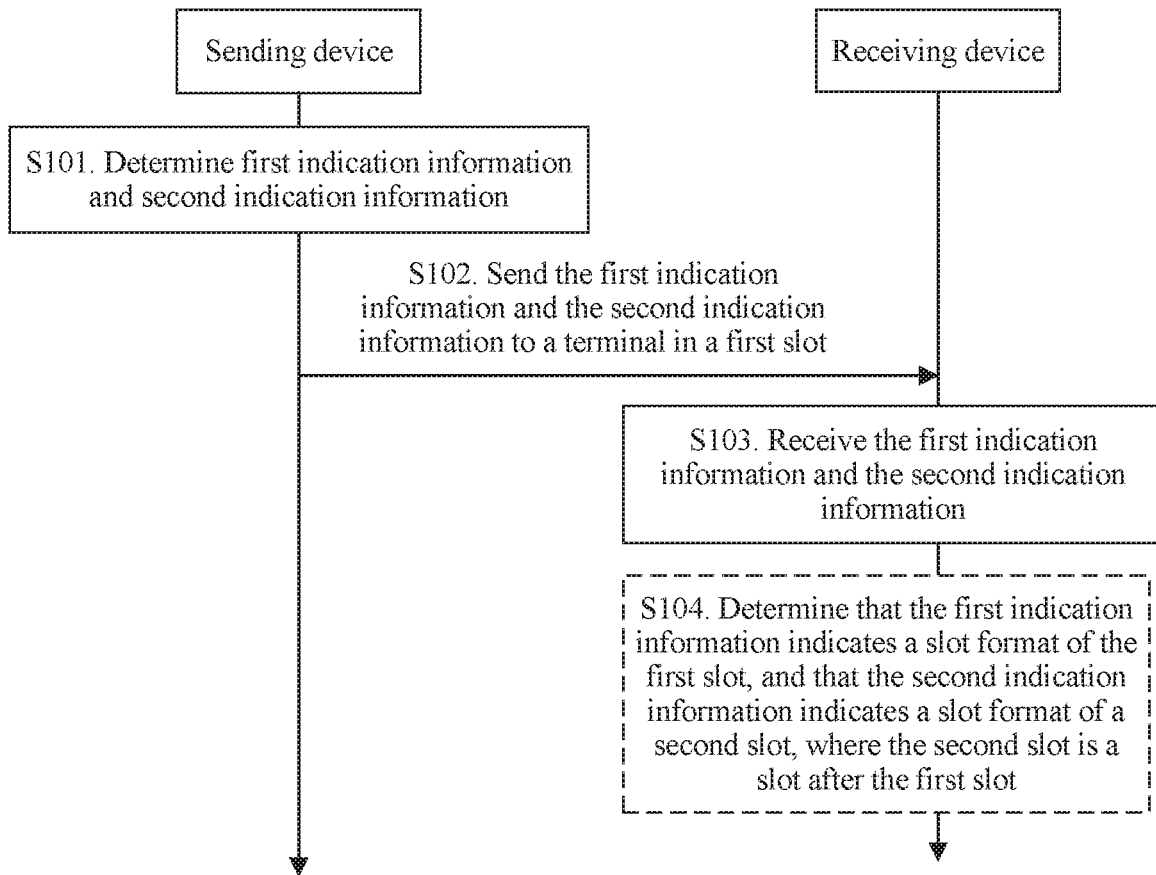 Sending device
Receiving device
S101. Determine first indication information
and second indication information
S102. Send the first indication
information and the second indication
information to a terminal in a first slot
S103. Receive the first indication
information and the second indication
information
S104. Determine that the first indication
information indicates a slot format of the
first slot, and that the second indication
information indicates a slot format of a
second slot, where the second slot is a
slot after the first slot